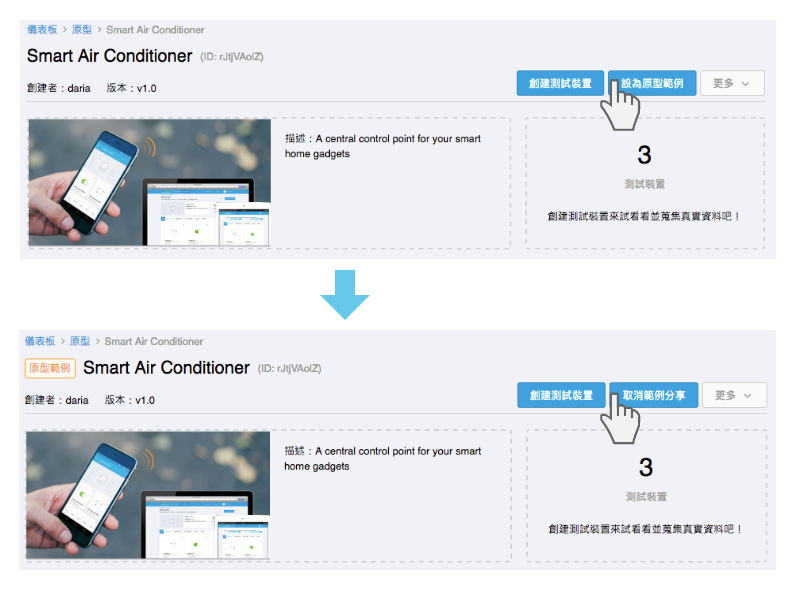 儀表板 > 原型 > Smart Air Conditioner
Smart Air Conditioner (ID: rJtjVAoIZ)
創建者：daria 版本：v1.0
創建測試裝置 設為原型範例 更多
描述：A central control point for your smart
home gadgets
3
測試裝置
創建測試裝置來試看看並蒐集真實資料吧！
儀表板 > 原型 > Smart Air Conditioner
原型範例 Smart Air Conditioner (ID: rJtjVAoIZ)
創建者：daria 版本：v1.0
創建測試裝置 取消範例分享 更多
描述：A central control point for your smart
home gadgets
3
測試裝置
創建測試裝置來試看看並蒐集真實資料吧！